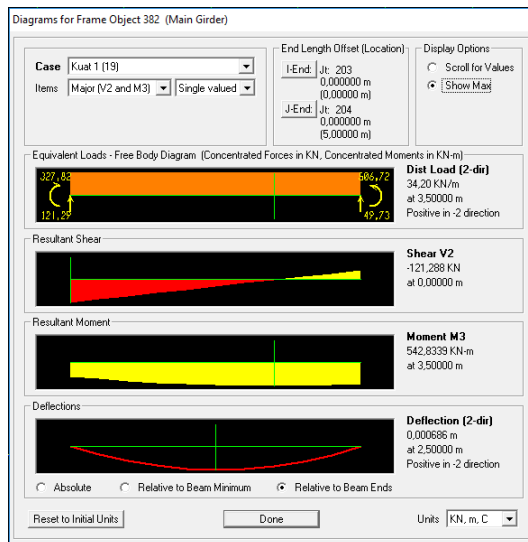 Diagrams for Frame Object 382 (Main Girder)
Case Kuat 1 (19)
Items Major (V2 and M3) Single valued
End Length Offset (Location)
I-End: Jt: 203
0,000000 m
(0,00000 m)
J-End: Jt: 204
0,000000 m
(5,00000 m)
Display Options
Scroll for Values
Show Max
Equivalent Loads - Free Body Diagram (Concentrated Forces in KN, Concentrated Moments in KN-m)
327,82 506,72
121,29 49,73
Dist Load (2-dir)
34,20 KN/m
at 3,50000 m
Positive in -2 direction
Resultant Shear
Shear V2
-121,288 KN
at 0,00000 m
Resultant Moment
Moment M3
542,8339 KN-m
at 3,50000 m
Deflections
Deflection (2-dir)
0,000686 m
at 2,50000 m
Positive in -2 direction
Absolute Relative to Beam Minimum Relative to Beam Ends
Reset to Initial Units Done Units KN, m, C